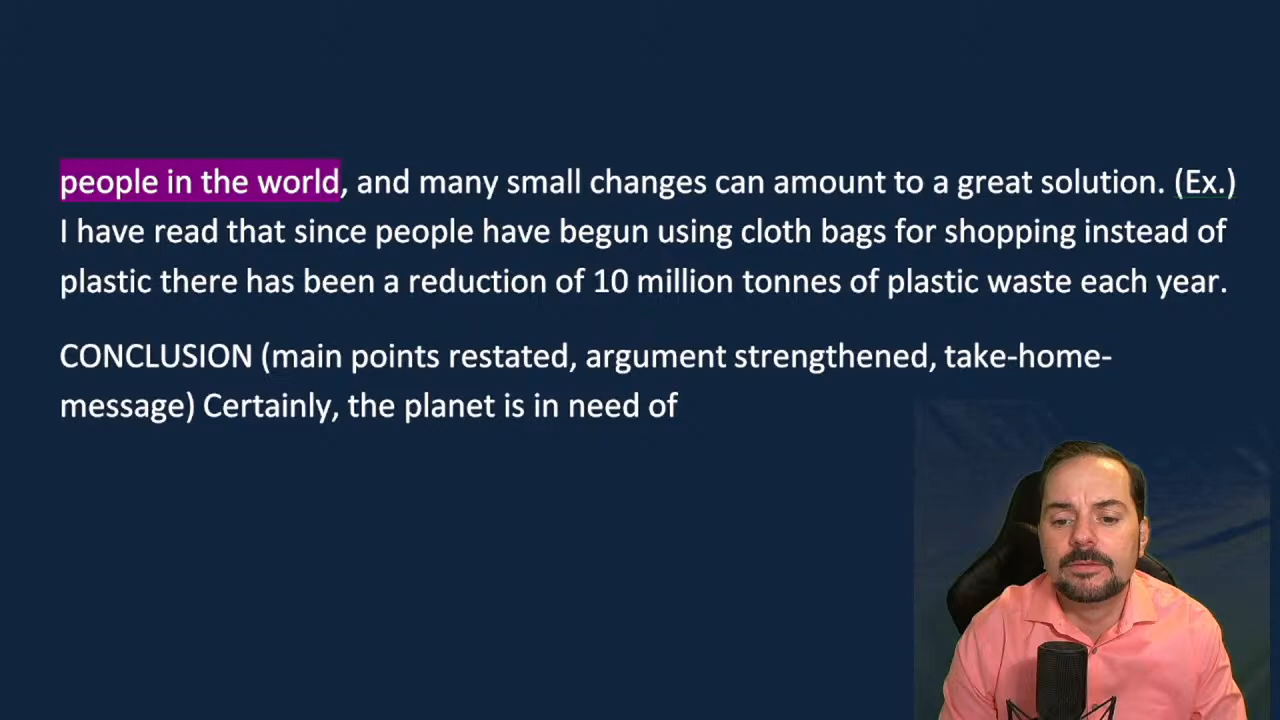 people in the world, and many small changes can amount to a great solution. (Ex.)
I have read that since people have begun using cloth bags for shopping instead of
plastic there has been a reduction of 10 million tonnes of plastic waste each year.
CONCLUSION (main points restated, argument strengthened, take-home-
message) Certainly, the planet is in need of